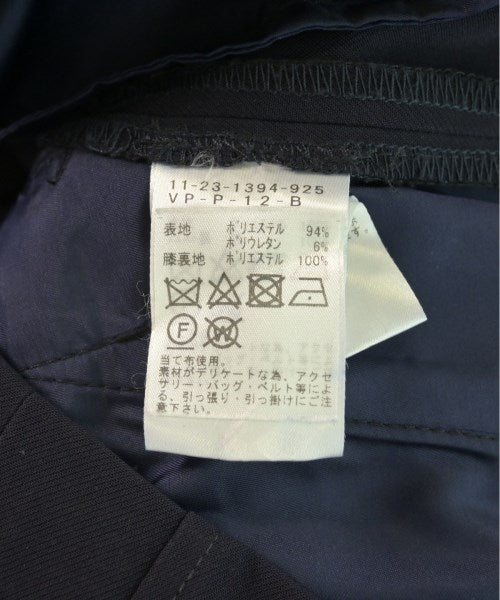 11-23-1394-925
VP-P-12-B
表地 ポリエステル 94%
ポリウレタン 6%
膝裏地 ポリエステル 100%
F W
当て布使用。
素材がデリケートな為、アクセ
サリー・バッグ・ベルト等によ
る、引っ張り・引っ掛けにご注
意下さい。